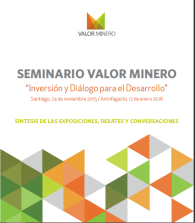 VALOR MINERO
SEMINARIO VALOR MINERO
"Inversión y Diálogo para el Desarrollo"
Santiago, 24 de noviembre 2015 / Antofagasta, 12 de enero 2016
SÍNTESIS DE LAS EXPOSICIONES, DEBATES Y CONVERSACIONES